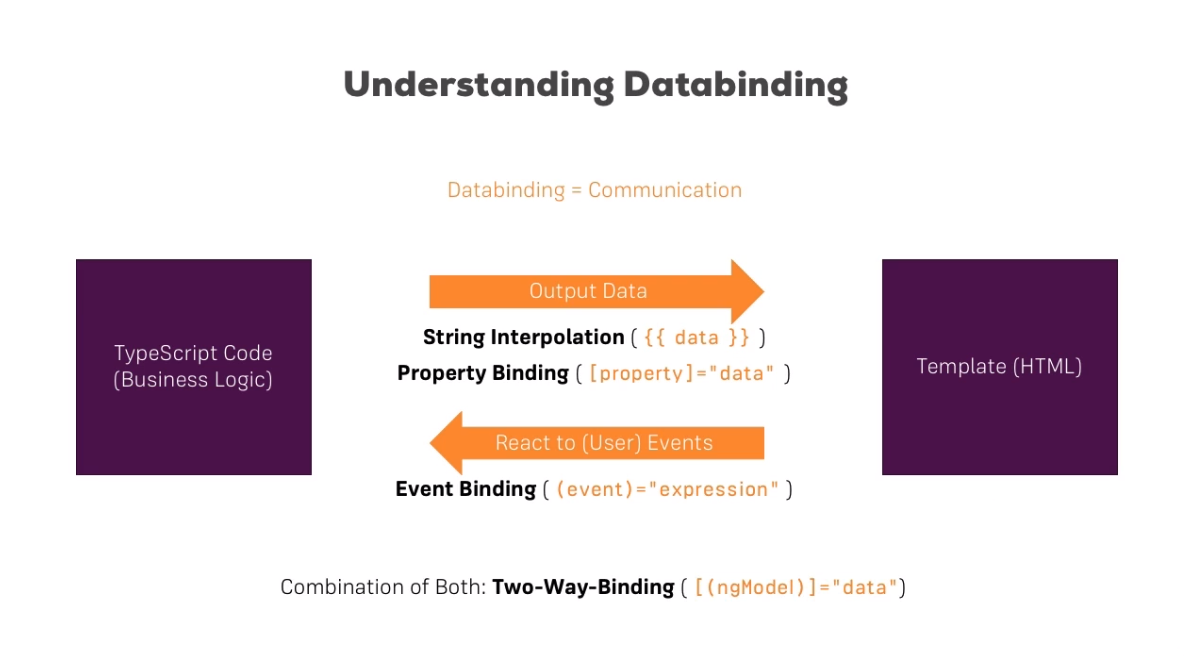 Understanding Databinding
Databinding = Communication
Output Data
String Interpolation ( {{ data }} )
Property Binding ( [property]="data" )
TypeScript Code
(Business Logic)
Template (HTML)
React to (User) Events
Event Binding ( (event)="expression" )
Combination of Both: Two-Way-Binding ( [(ngModel)]="data")